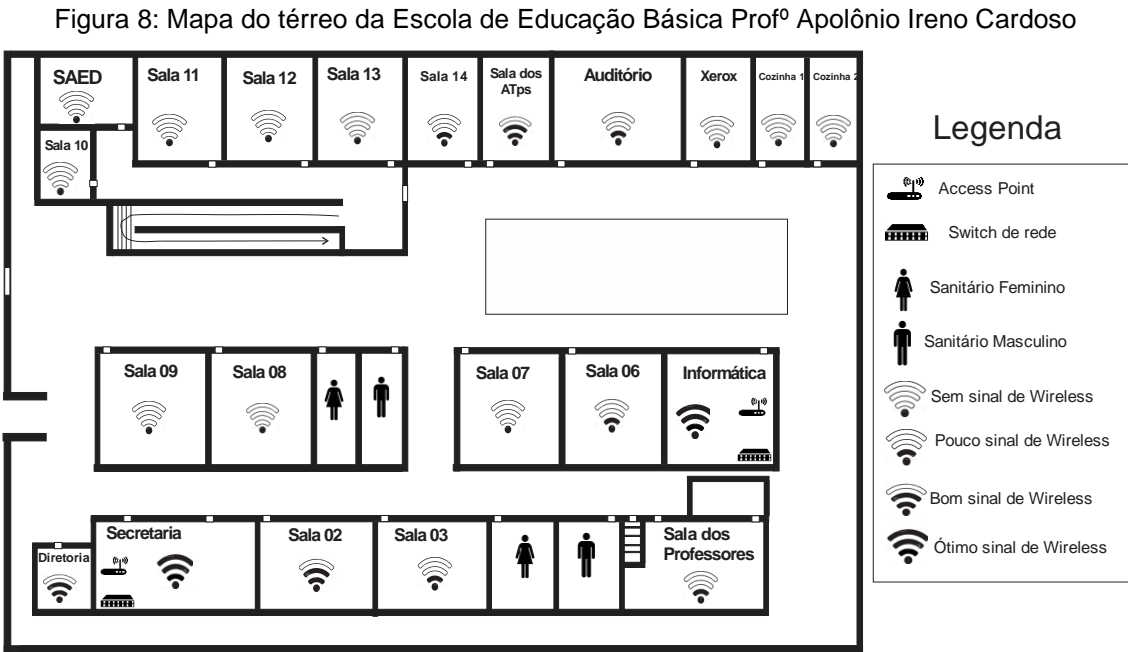 Figura 8: Mapa do térreo da Escola de Educação Básica Profº Apolônio Ireno Cardoso
SAED
Sala 11
Sala 12
Sala 13
Sala 14
Sala dos
ATps
Auditório
Xerox
Cozinha 1
Cozinha 2
Sala 10
Sala 09
Sala 08
Sala 07
Sala 06
Informática
Diretoria
Secretaria
Sala 02
Sala 03
Sala dos
Professores
Legenda
Access Point
Switch de rede
Sanitário Feminino
Sanitário Masculino
Sem sinal de Wireless
Pouco sinal de Wireless
Bom sinal de Wireless
Ótimo sinal de Wireless